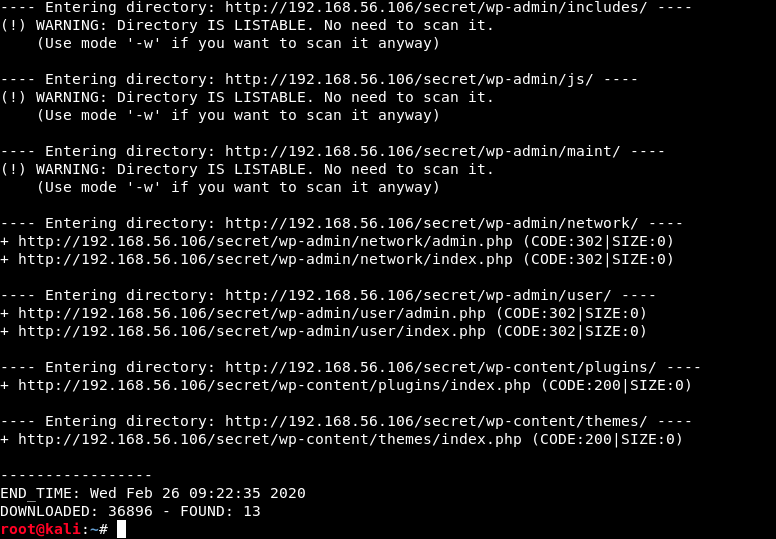 ---- Entering directory: http://192.168.56.106/secret/wp-admin/includes/ ----
(!) WARNING: Directory IS LISTABLE. No need to scan it.
    (Use mode '-w' if you want to scan it anyway)

---- Entering directory: http://192.168.56.106/secret/wp-admin/js/ ----
(!) WARNING: Directory IS LISTABLE. No need to scan it.
    (Use mode '-w' if you want to scan it anyway)

---- Entering directory: http://192.168.56.106/secret/wp-admin/maint/ ----
(!) WARNING: Directory IS LISTABLE. No need to scan it.
    (Use mode '-w' if you want to scan it anyway)

---- Entering directory: http://192.168.56.106/secret/wp-admin/network/ ----
+ http://192.168.56.106/secret/wp-admin/network/admin.php (CODE:302|SIZE:0)
+ http://192.168.56.106/secret/wp-admin/network/index.php (CODE:302|SIZE:0)

---- Entering directory: http://192.168.56.106/secret/wp-admin/user/ ----
+ http://192.168.56.106/secret/wp-admin/user/admin.php (CODE:302|SIZE:0)
+ http://192.168.56.106/secret/wp-admin/user/index.php (CODE:302|SIZE:0)

---- Entering directory: http://192.168.56.106/secret/wp-content/plugins/ ----
+ http://192.168.56.106/secret/wp-content/plugins/index.php (CODE:200|SIZE:0)

---- Entering directory: http://192.168.56.106/secret/wp-content/themes/ ----
+ http://192.168.56.106/secret/wp-content/themes/index.php (CODE:200|SIZE:0)

-----------------
END_TIME: Wed Feb 26 09:22:35 2020
DOWNLOADED: 36896 - FOUND: 13
root@kali:~#